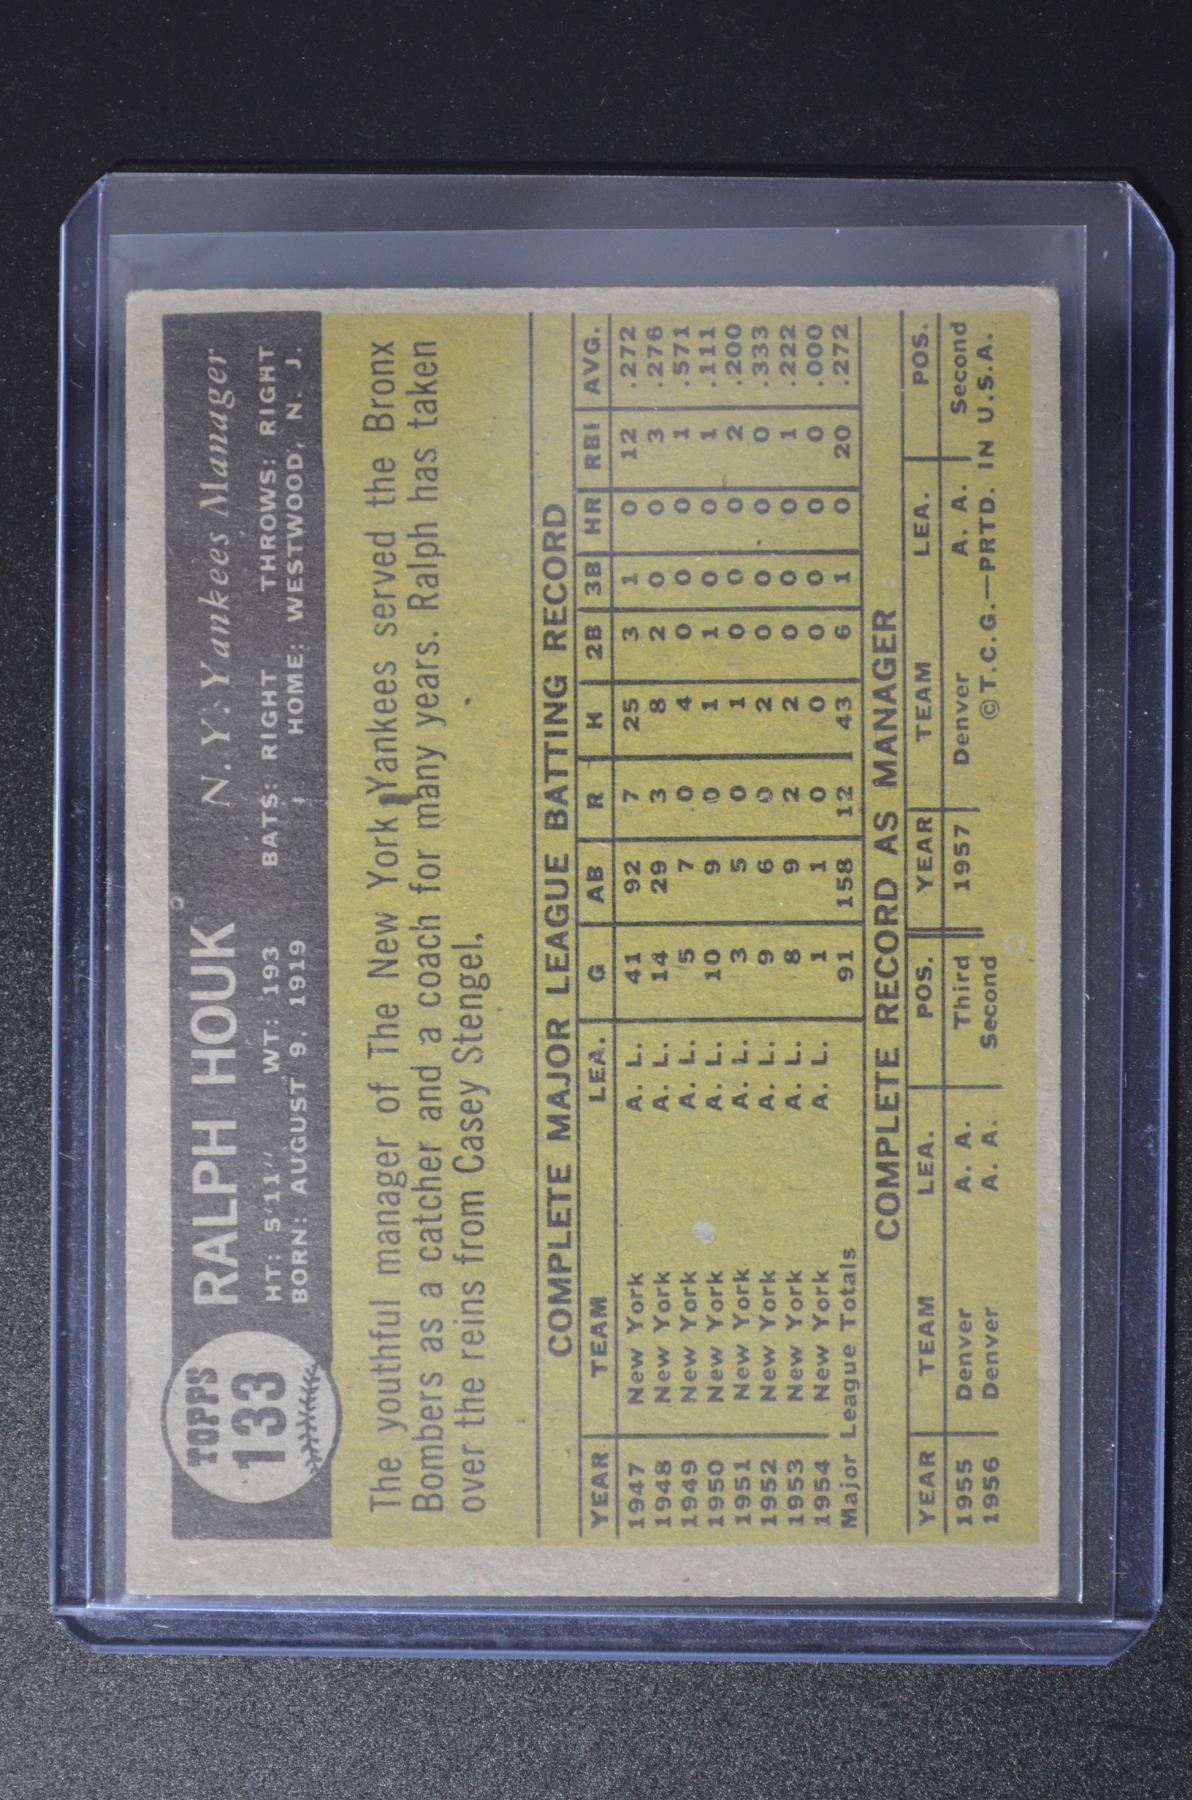 TOPPS
133
RALPH HOUK N. Y. Yankees Manager
HT: 5'11" WT: 193 BATS: RIGHT THROWS: RIGHT
BORN: AUGUST 9, 1919 HOME: WESTWOOD, N. J.
The youthful manager of The New York Yankees served the Bronx
Bombers as a catcher and a coach for many years. Ralph has taken
over the reins from Casey Stengel.
COMPLETE MAJOR LEAGUE BATTING RECORD
YEAR TEAM LEA. G AB R H 2B 3B HR RBI AVG.
1947 New York A. L. 41 92 7 25 3 1 0 12 .272
1948 New York A. L. 14 29 3 8 2 0 0 3 .276
1949 New York A. L. 5 7 0 4 0 0 0 1 .571
1950 New York A. L. 10 9 0 1 1 0 0 1 .111
1951 New York A. L. 3 5 0 1 0 0 0 2 .200
1952 New York A. L. 9 6 0 2 0 0 0 0 .333
1953 New York A. L. 8 9 2 2 0 0 0 1 .222
1954 New York A. L. 1 1 0 0 0 0 0 0 .000
Major League Totals 91 158 12 43 6 1 0 20 .272
COMPLETE RECORD AS MANAGER
YEAR TEAM LEA. POS. YEAR TEAM LEA. POS.
1955 Denver A. A. Third 1957 Denver A. A. Second
1956 Denver A. A. Second ©T.C.G.—PRTD. IN U.S.A.